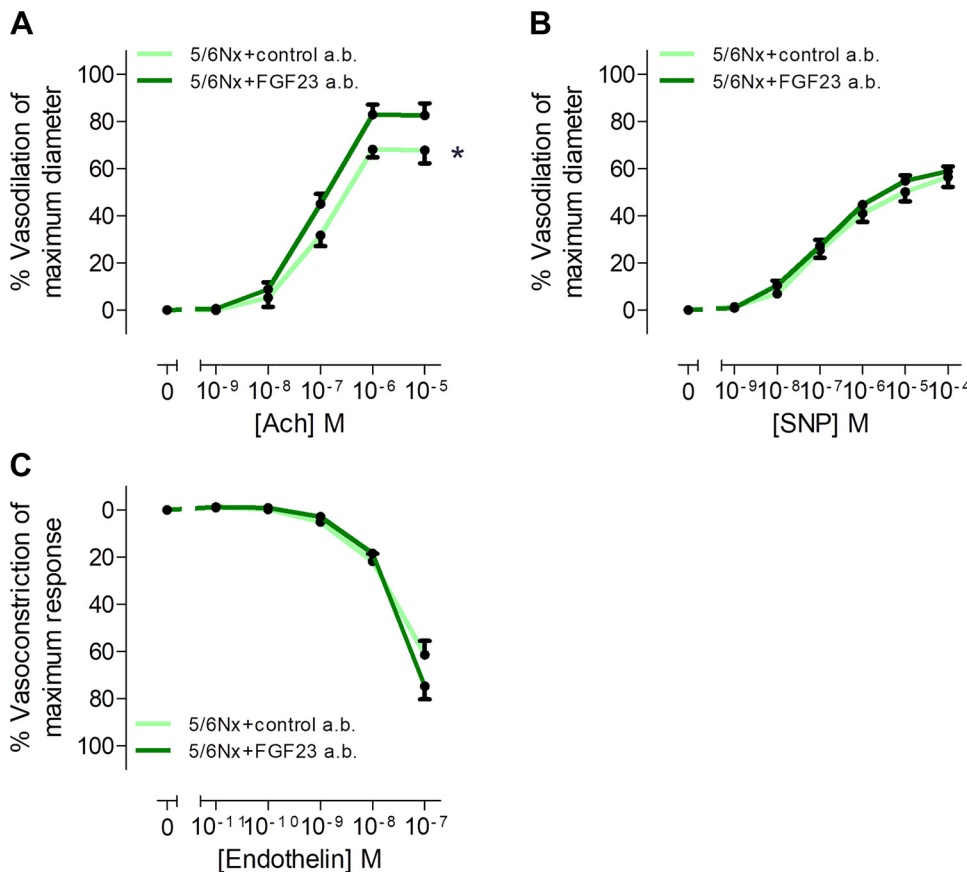 A
5/6Nx+control a.b.
5/6Nx+FGF23 a.b.
% Vasodilation of
maximum diameter
100
80
60
40
20
0
*
0 10⁻⁹ 10⁻⁸ 10⁻⁷ 10⁻⁶ 10⁻⁵
[Ach] M
B
5/6Nx+control a.b.
5/6Nx+FGF23 a.b.
% Vasodilation of
maximum diameter
100
80
60
40
20
0
0 10⁻⁹ 10⁻⁸ 10⁻⁷ 10⁻⁶ 10⁻⁵ 10⁻⁴
[SNP] M
C
% Vasoconstriction of
maximum response
0
20
40
60
80
100
5/6Nx+control a.b.
5/6Nx+FGF23 a.b.
0 10⁻¹¹ 10⁻¹⁰ 10⁻⁹ 10⁻⁸ 10⁻⁷
[Endothelin] M